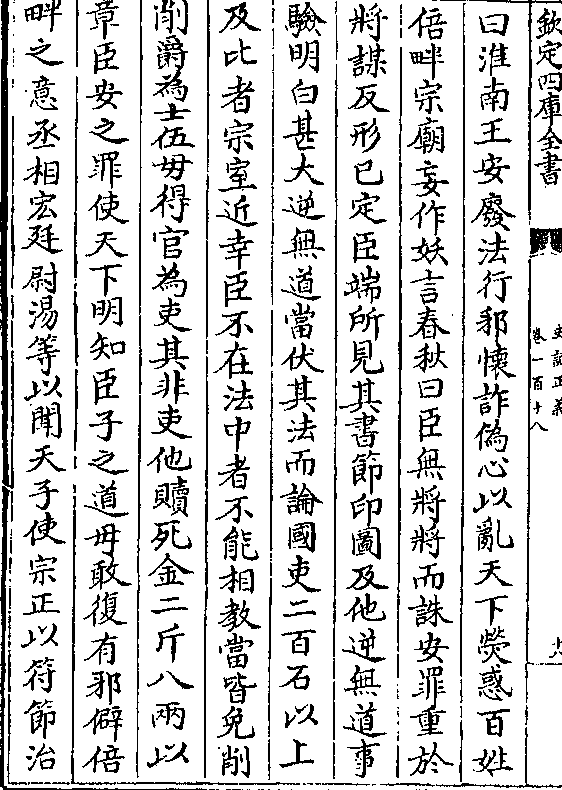 欽定四庫全書
史記正義
卷一百十八
曰淮南王安廢法行邪懷詐偽心以亂天下熒惑百姓
倍畔宗廟妄作妖言春秋曰臣無將將而誅安罪重於
將謀反形已定臣端所見其書節印圖及他逆無道事
驗明白甚大逆無道當伏其法而論國吏二百石以上
及比者宗室近幸臣不在法中者不能相教當皆免削
削爵為士伍毋得官為吏其非吏他贖死金二斤八兩以
章臣安之罪使天下明知臣子之道毋敢復有邪僻倍
畔之意丞相宏廷尉湯等以聞天子使宗正以符節治